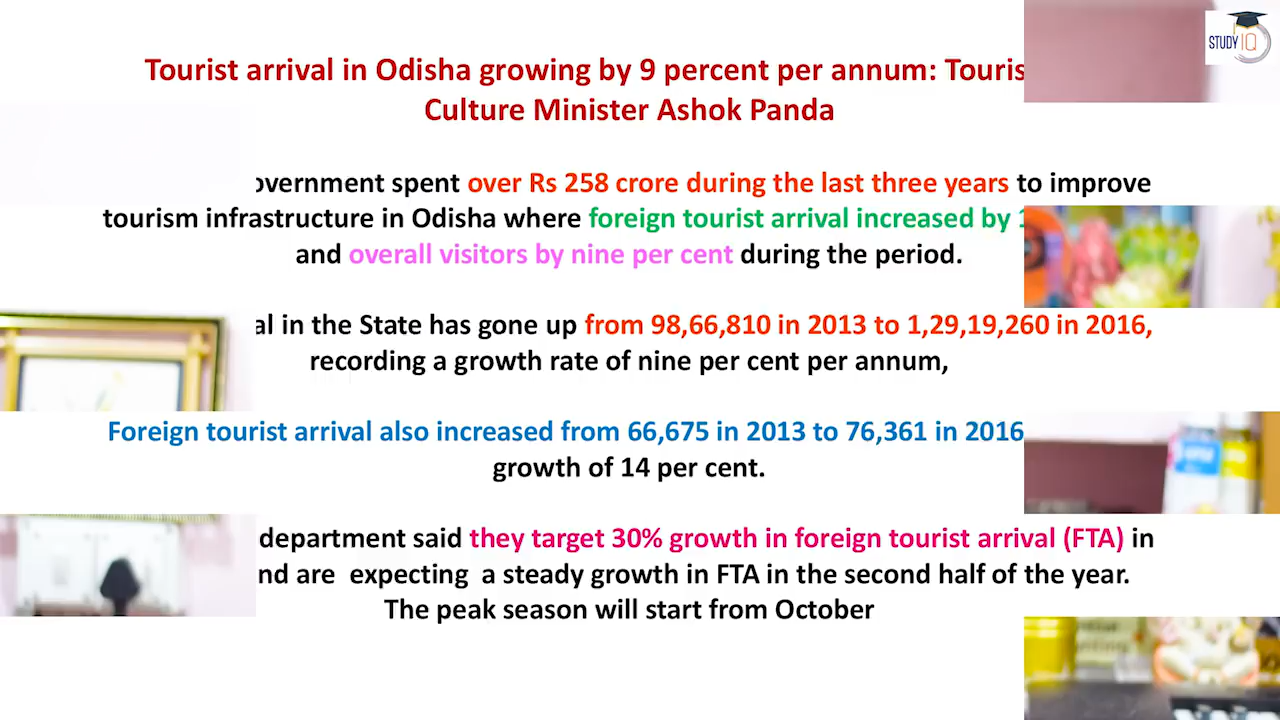 STUDY IQ
Tourist arrival in Odisha growing by 9 percent per annum:
Culture Minister Ashok Panda
spent over Rs 258 crore during the last three years to improve
tourism infrastructure in Odisha where foreign tourist arrival increased by
and overall visitors by nine per cent during the period.
in the State has gone up from 98,66,810 in 2013 to 1,29,19,260 in 2016,
recording a growth rate of nine per cent per annum,
Foreign tourist arrival also increased from 66,675 in 2013 to 76,361 in 2016
growth of 14 per cent.
department said they target 30% growth in foreign tourist arrival (FTA) in
are expecting a steady growth in FTA in the second half of the year.
The peak season will start from October